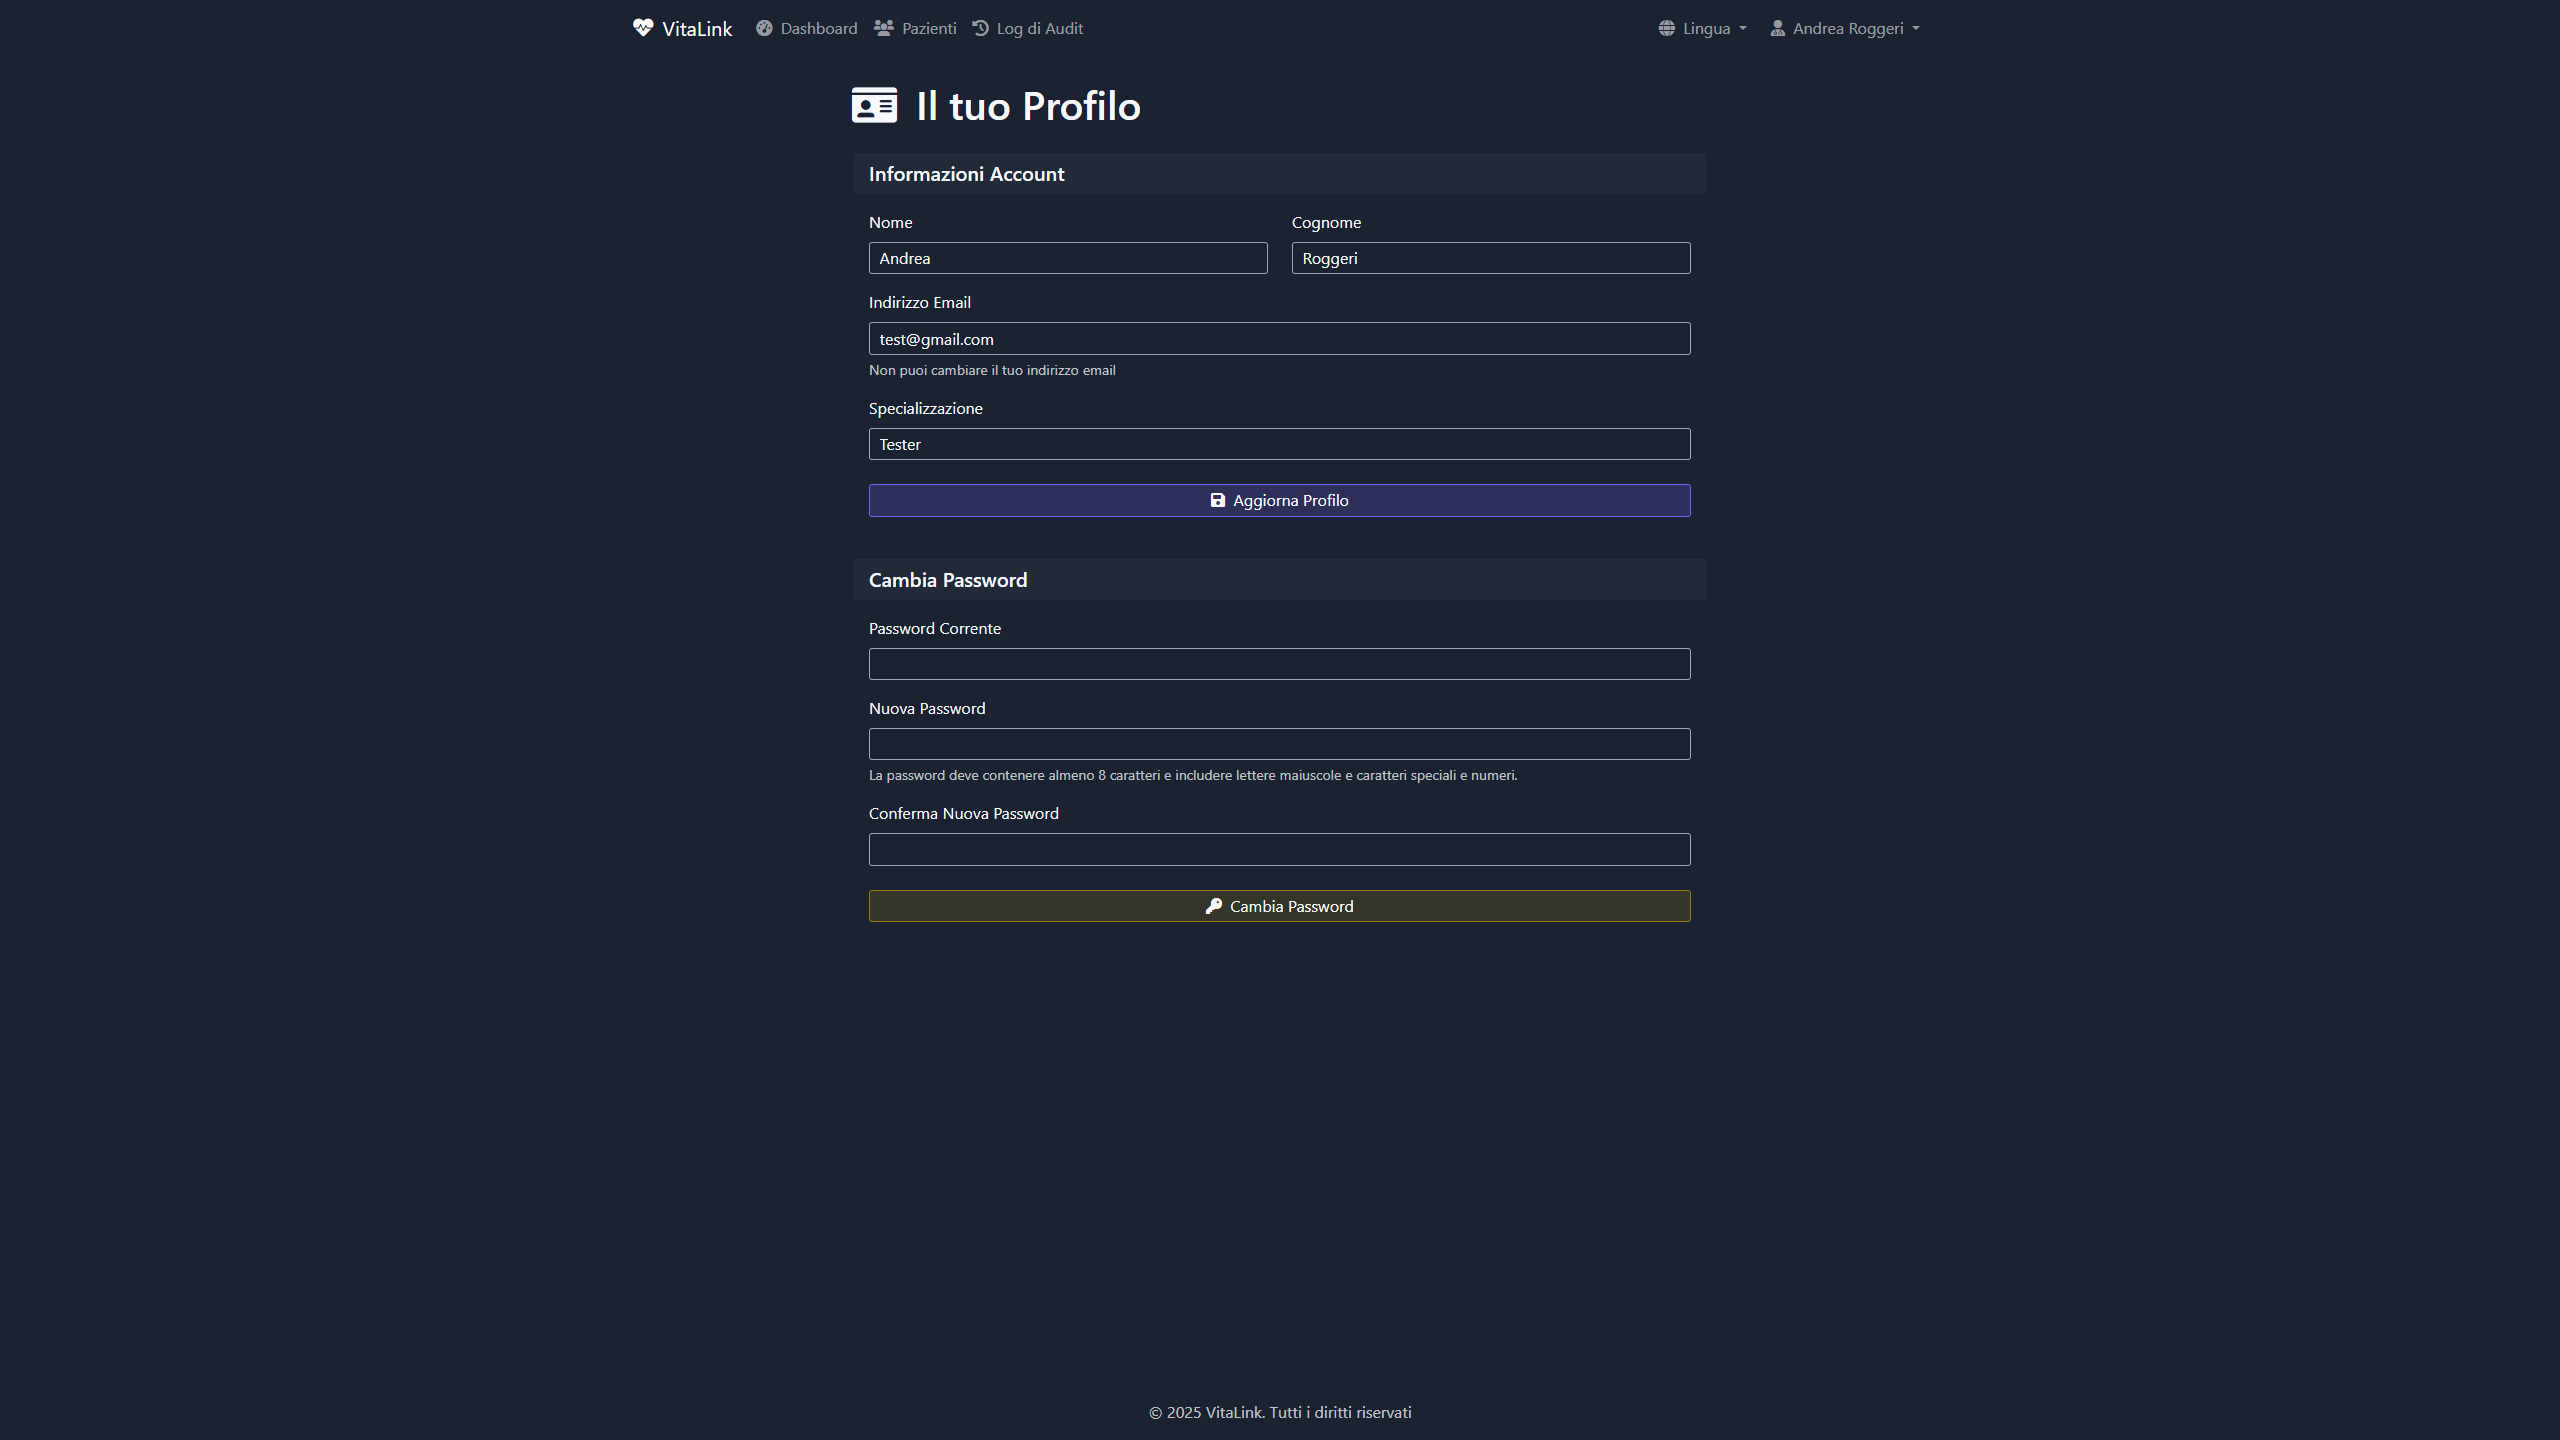 VitaLink Dashboard Pazienti Log di Audit Lingua Andrea Roggeri
Il tuo Profilo
Informazioni Account
Nome Cognome
Andrea Roggeri
Indirizzo Email
test@gmail.com
Non puoi cambiare il tuo indirizzo email
Specializzazione
Tester
Aggiorna Profilo
Cambia Password
Password Corrente
Nuova Password
La password deve contenere almeno 8 caratteri e includere lettere maiuscole e caratteri speciali e numeri.
Conferma Nuova Password
Cambia Password
© 2025 VitaLink. Tutti i diritti riservati